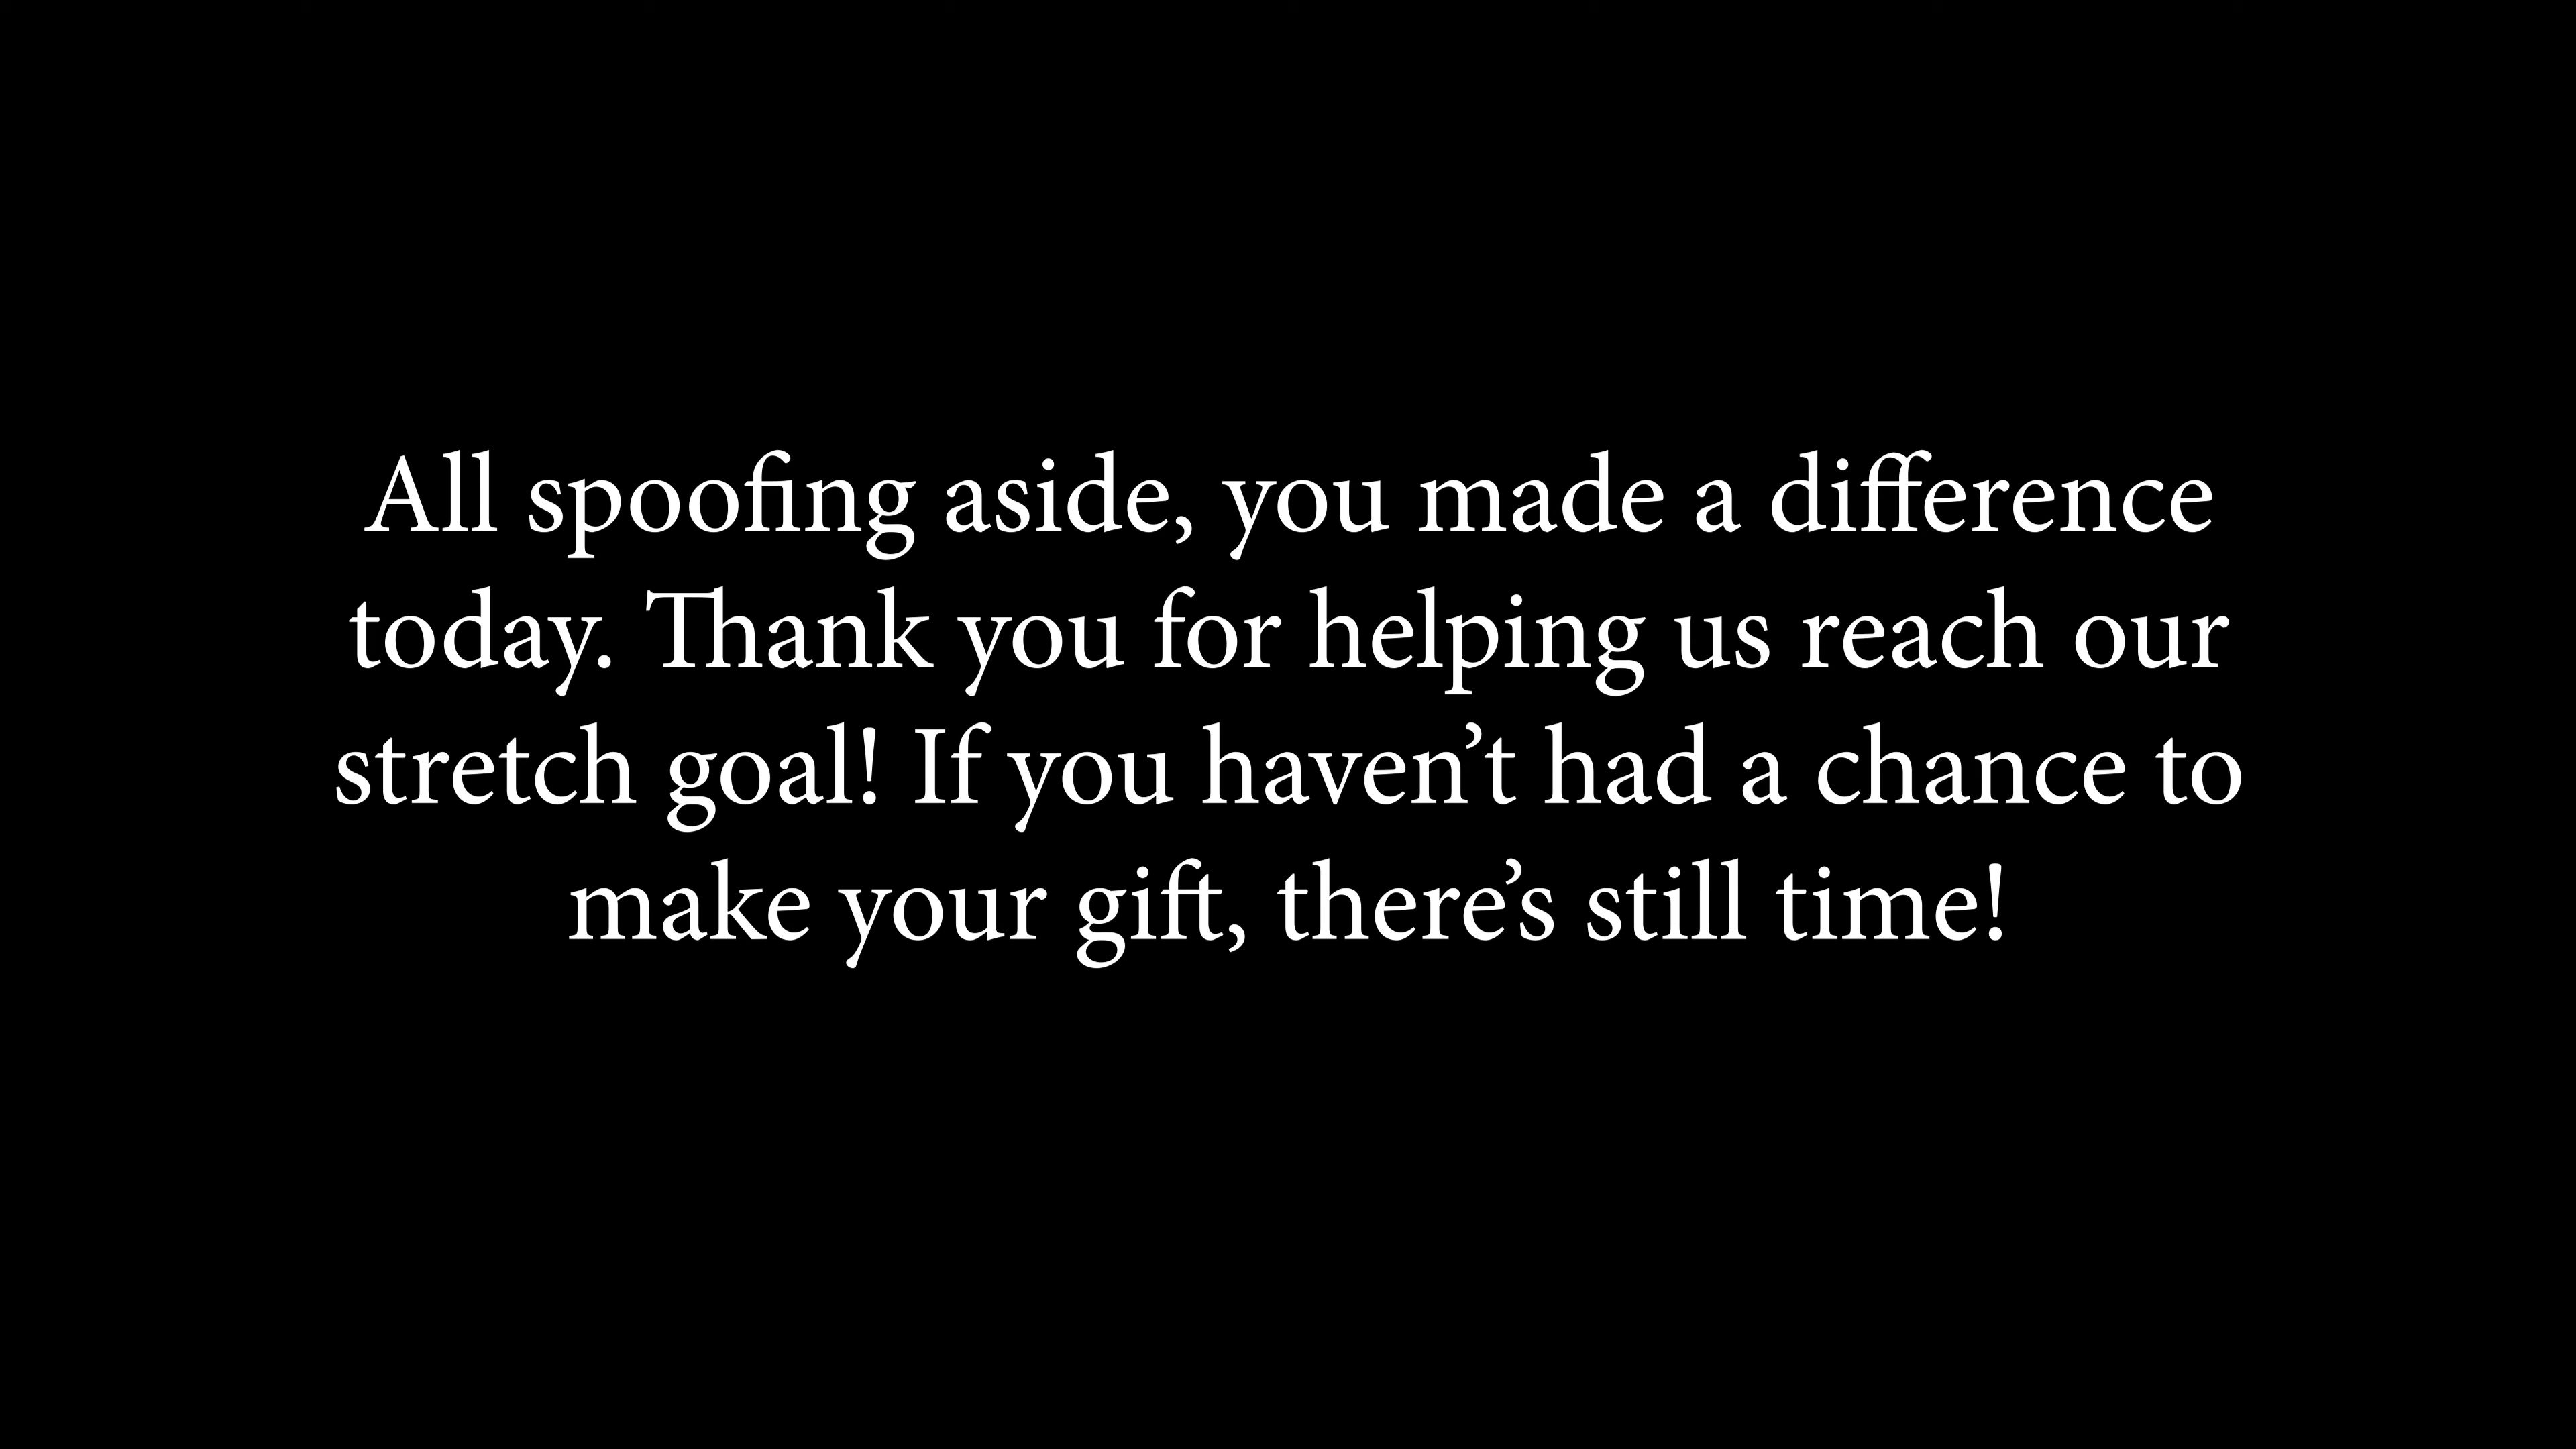 All spoofing aside, you made a difference
today. Thank you for helping us reach our
stretch goal! If you haven’t had a chance to
make your gift, there’s still time!